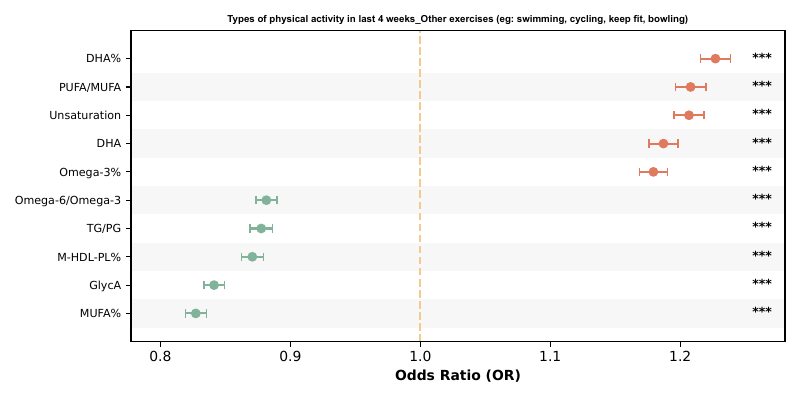 Types of physical activity in last 4 weeks_Other exercises (eg: swimming, cycling, keep fit, bowling)
DHA% ***
PUFA/MUFA ***
Unsaturation ***
DHA ***
Omega-3% ***
Omega-6/Omega-3 ***
TG/PG ***
M-HDL-PL% ***
GlycA ***
MUFA% ***
0.8 0.9 1.0 1.1 1.2
Odds Ratio (OR)